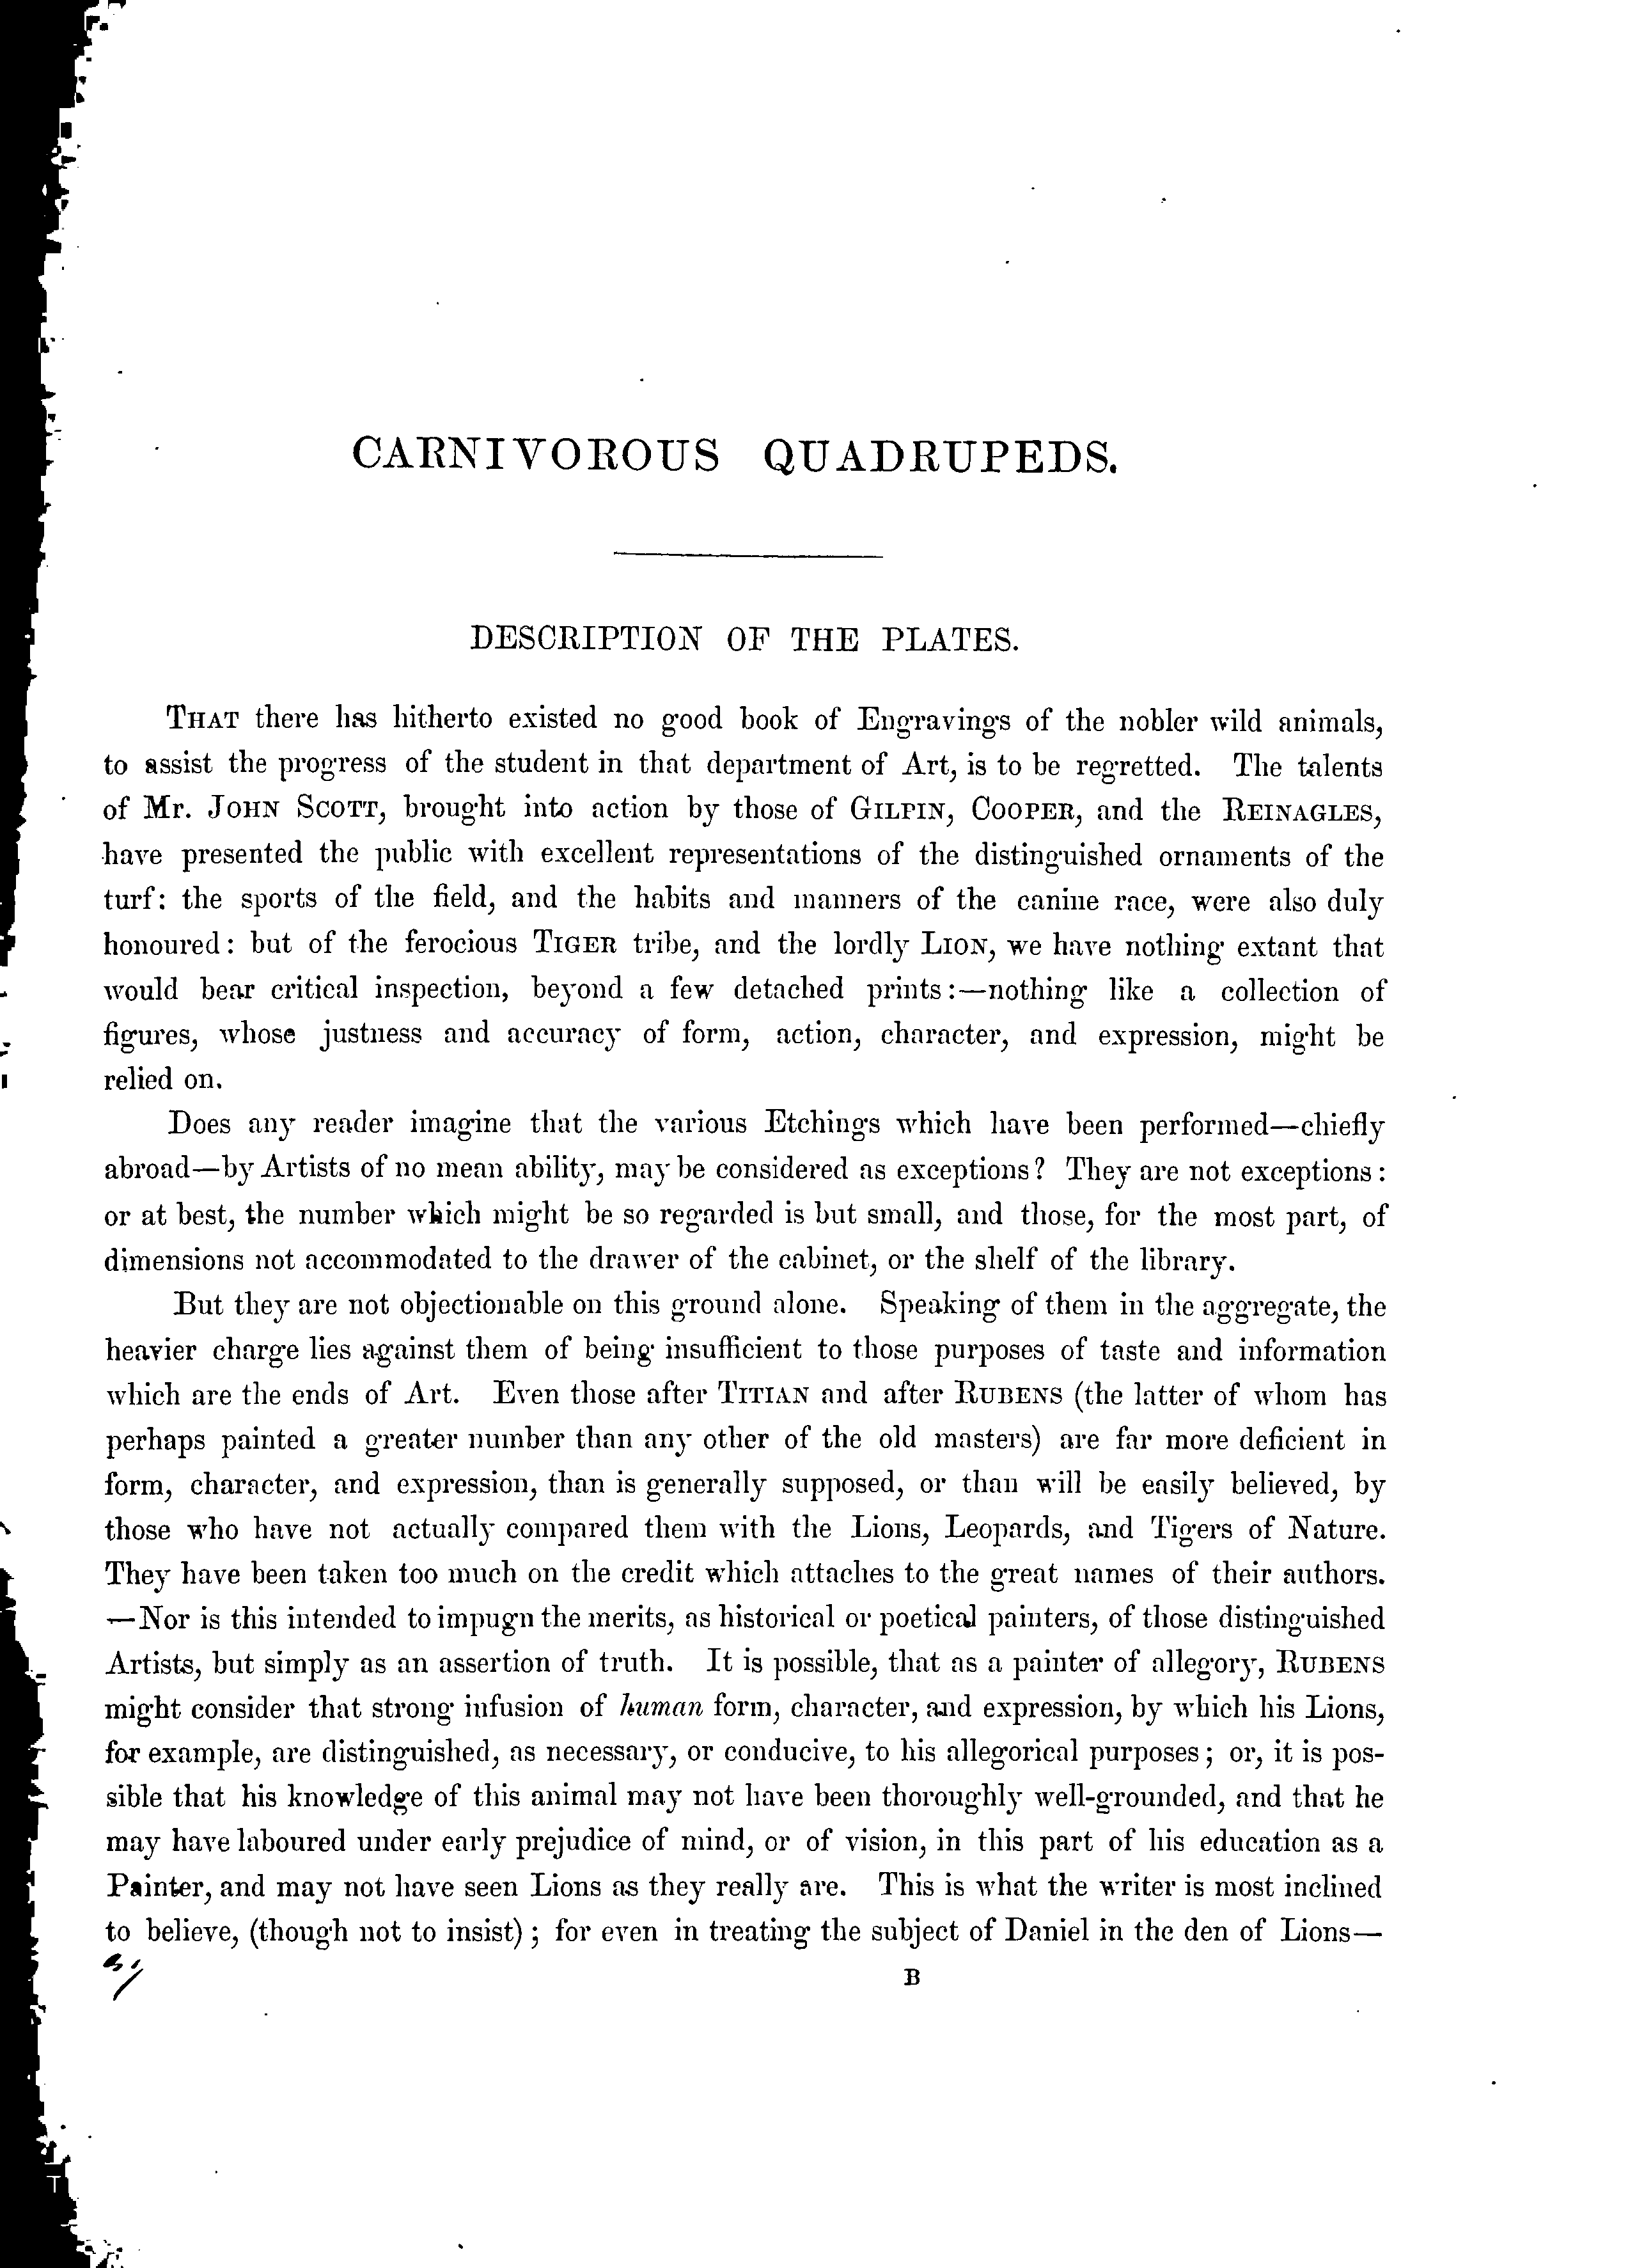 CARNIVOROUS QUADRUPEDS.
DESCRIPTION OF THE PLATES.
THAT there has hitherto existed no good book of Engravings of the nobler wild animals,
to assist the progress of the student in that department of Art, is to be regretted. The talents
of Mr. JOHN SCOTT, brought into action by those of GILPIN, COOPER, and the REINAGLES,
have presented the public with excellent representations of the distinguished ornaments of the
turf: the sports of the field, and the habits and manners of the canine race, were also duly
honoured: but of the ferocious TIGER tribe, and the lordly LION, we have nothing extant that
would bear critical inspection, beyond a few detached prints:—nothing like a collection of
figures, whose justness and accuracy of form, action, character, and expression, might be
relied on.
Does any reader imagine that the various Etchings which have been performed—chiefly
abroad—by Artists of no mean ability, may be considered as exceptions? They are not exceptions:
or at best, the number which might be so regarded is but small, and those, for the most part, of
dimensions not accommodated to the drawer of the cabinet, or the shelf of the library.
But they are not objectionable on this ground alone. Speaking of them in the aggregate, the
heavier charge lies against them of being insufficient to those purposes of taste and information
which are the ends of Art. Even those after TITIAN and after RUBENS (the latter of whom has
perhaps painted a greater number than any other of the old masters) are far more deficient in
form, character, and expression, than is generally supposed, or than will be easily believed, by
those who have not actually compared them with the Lions, Leopards, and Tigers of Nature.
They have been taken too much on the credit which attaches to the great names of their authors.
—Nor is this intended to impugn the merits, as historical or poetical painters, of those distinguished
Artists, but simply as an assertion of truth. It is possible, that as a painter of allegory, RUBENS
might consider that strong infusion of human form, character, and expression, by which his Lions,
for example, are distinguished, as necessary, or conducive, to his allegorical purposes; or, it is pos-
sible that his knowledge of this animal may not have been thoroughly well-grounded, and that he
may have laboured under early prejudice of mind, or of vision, in this part of his education as a
Painter, and may not have seen Lions as they really are. This is what the writer is most inclined
to believe, (though not to insist); for even in treating the subject of Daniel in the den of Lions—
B